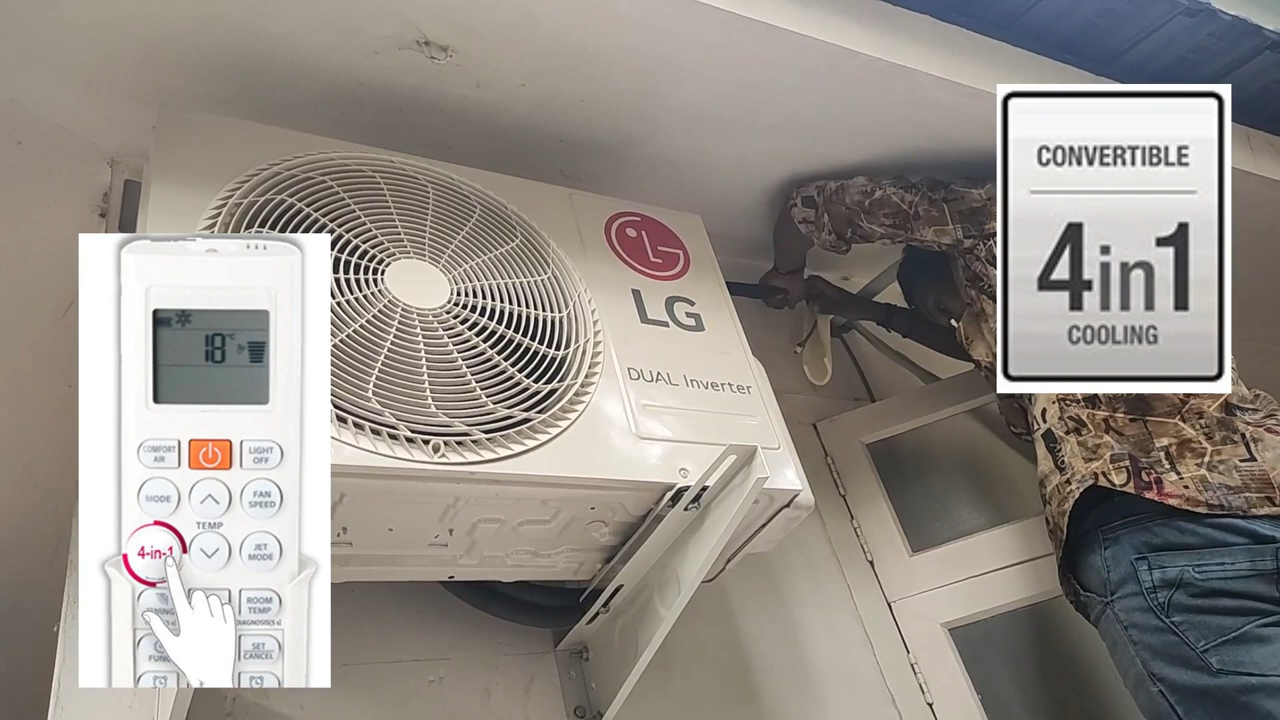 CONVERTIBLE
4in1
COOLING
LG
LG
DUAL Inverter
18°c
COMFORT AIR
LIGHT OFF
MODE
FAN SPEED
TEMP
4-in-1
JET MODE
ROOM TEMP
SET CANCEL